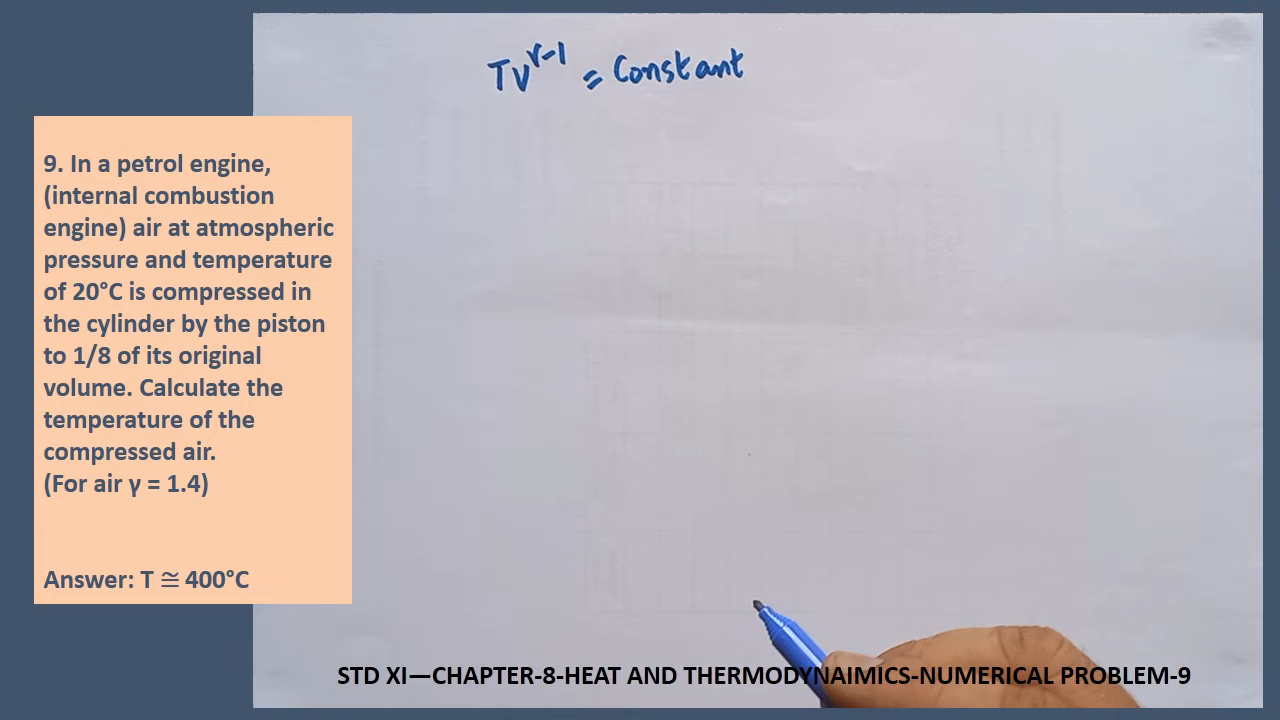 TV^γ-1 = Constant
9. In a petrol engine,
(internal combustion
engine) air at atmospheric
pressure and temperature
of 20°C is compressed in
the cylinder by the piston
to 1/8 of its original
volume. Calculate the
temperature of the
compressed air.
(For air γ = 1.4)
Answer: T ≅ 400°C
STD XI—CHAPTER-8-HEAT AND THERMODYNAIMICS-NUMERICAL PROBLEM-9